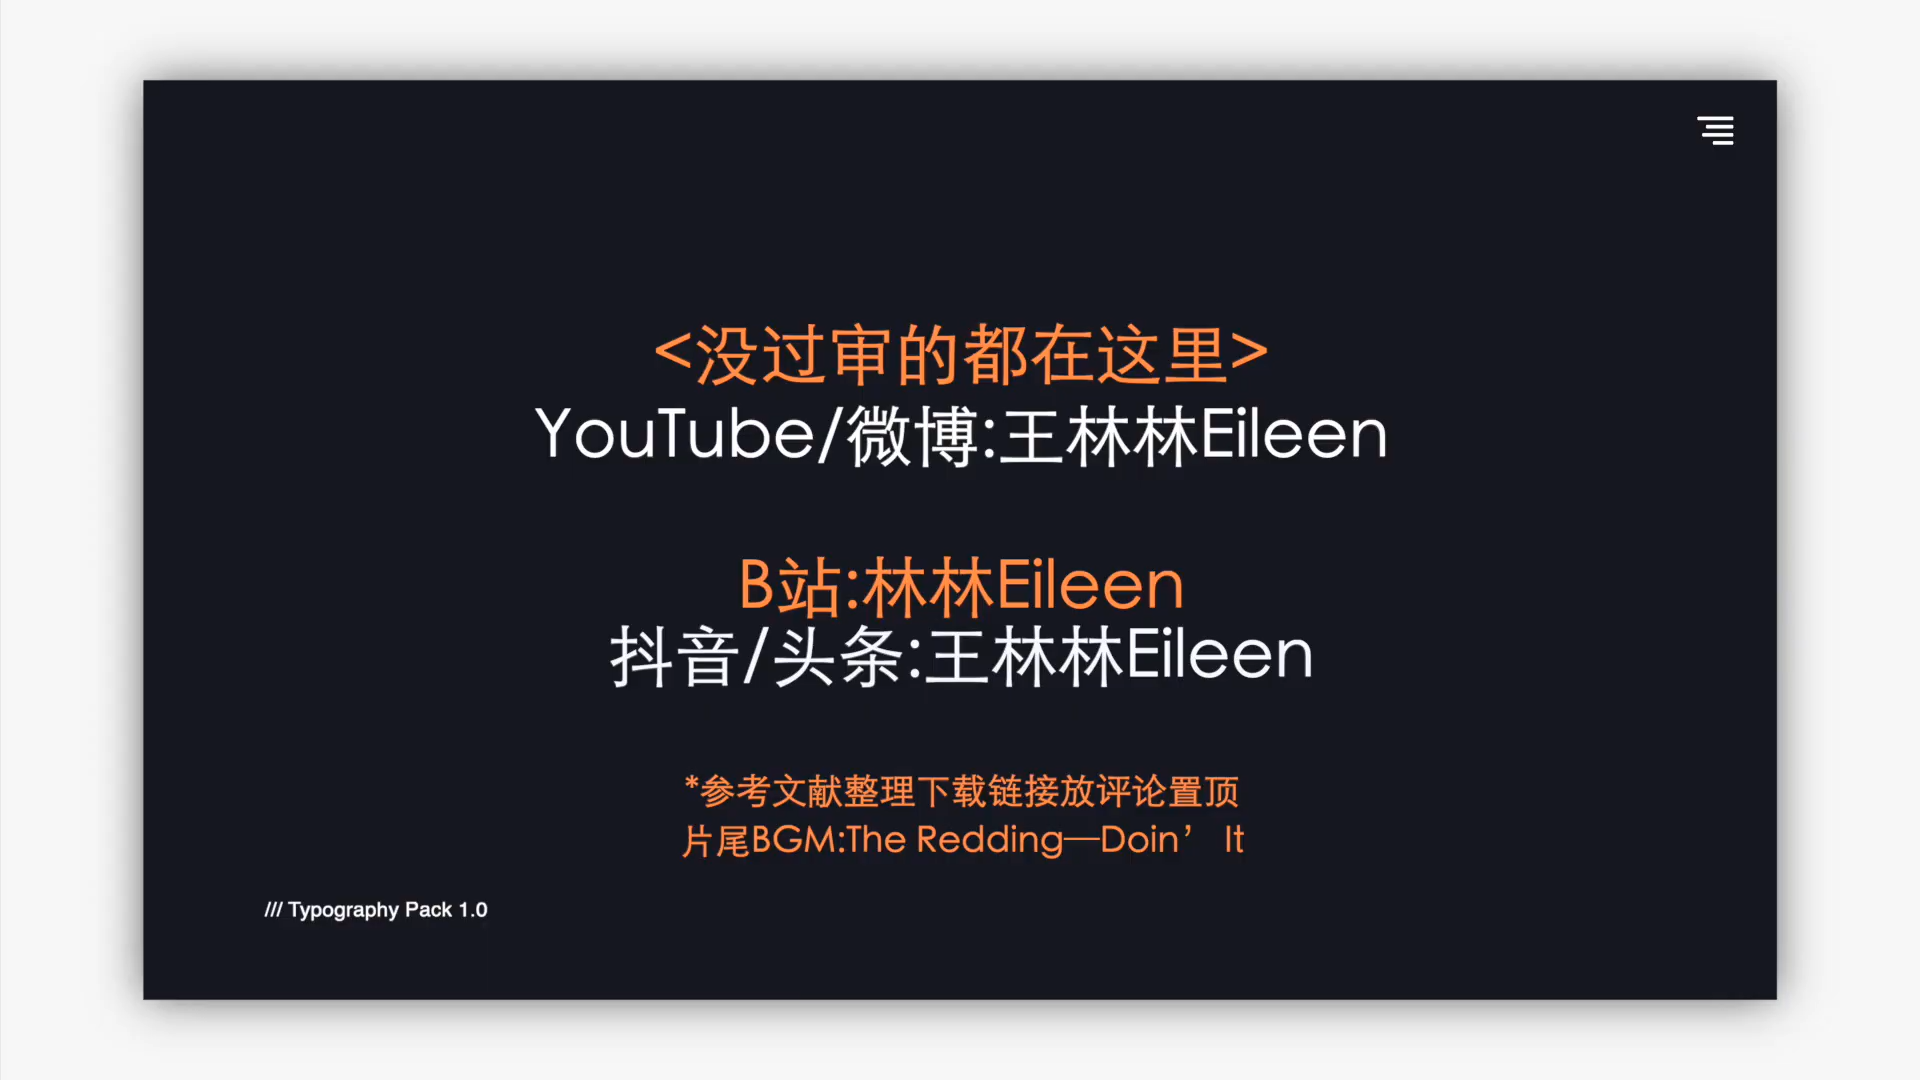 <没过审的都在这里>
YouTube/微博:王林林Eileen
B站:林林Eileen
抖音/头条:王林林Eileen
*参考文献整理下载链接放评论置顶
片尾BGM:The Redding—Doin’ It
/// Typography Pack 1.0